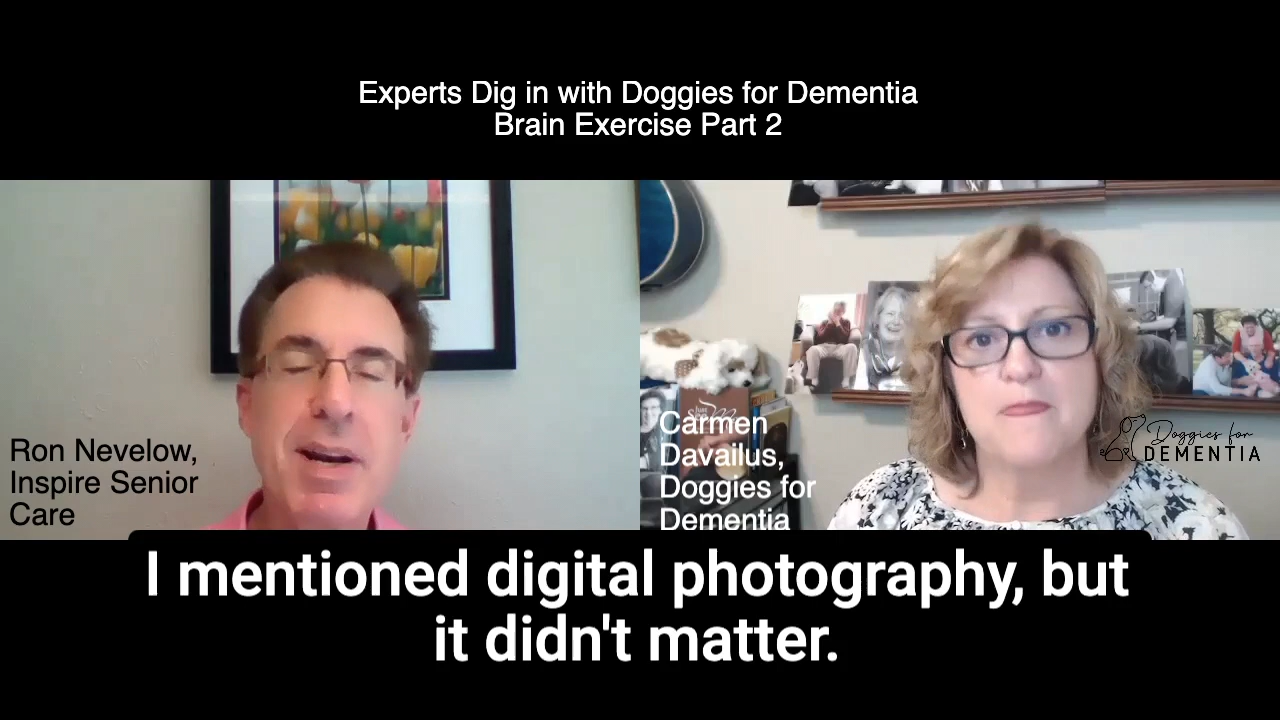 Experts Dig in with Doggies for Dementia
Brain Exercise Part 2
Ron Nevelow,
Inspire Senior
Care
Carmen
Davailus,
Doggies for
Dementia
Doggies for
DEMENTIA
I mentioned digital photography, but
it didn't matter.